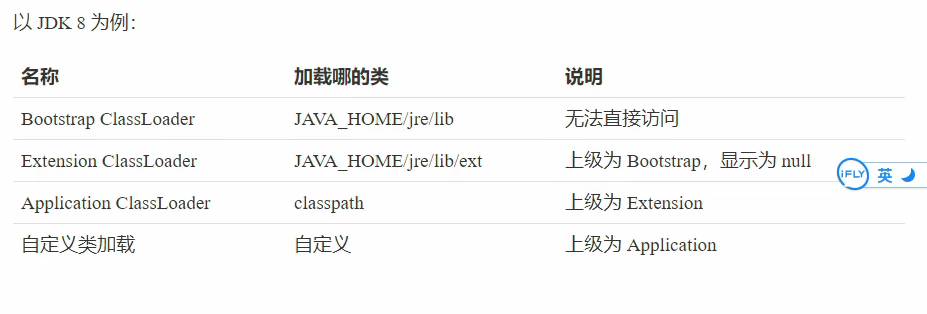 以 JDK 8 为例：
名称 加载哪的类 说明
Bootstrap ClassLoader JAVA_HOME/jre/lib 无法直接访问
Extension ClassLoader JAVA_HOME/jre/lib/ext 上级为 Bootstrap，显示为 null
Application ClassLoader classpath 上级为 Extension
自定义类加载 自定义 上级为 Application
iFLY 英